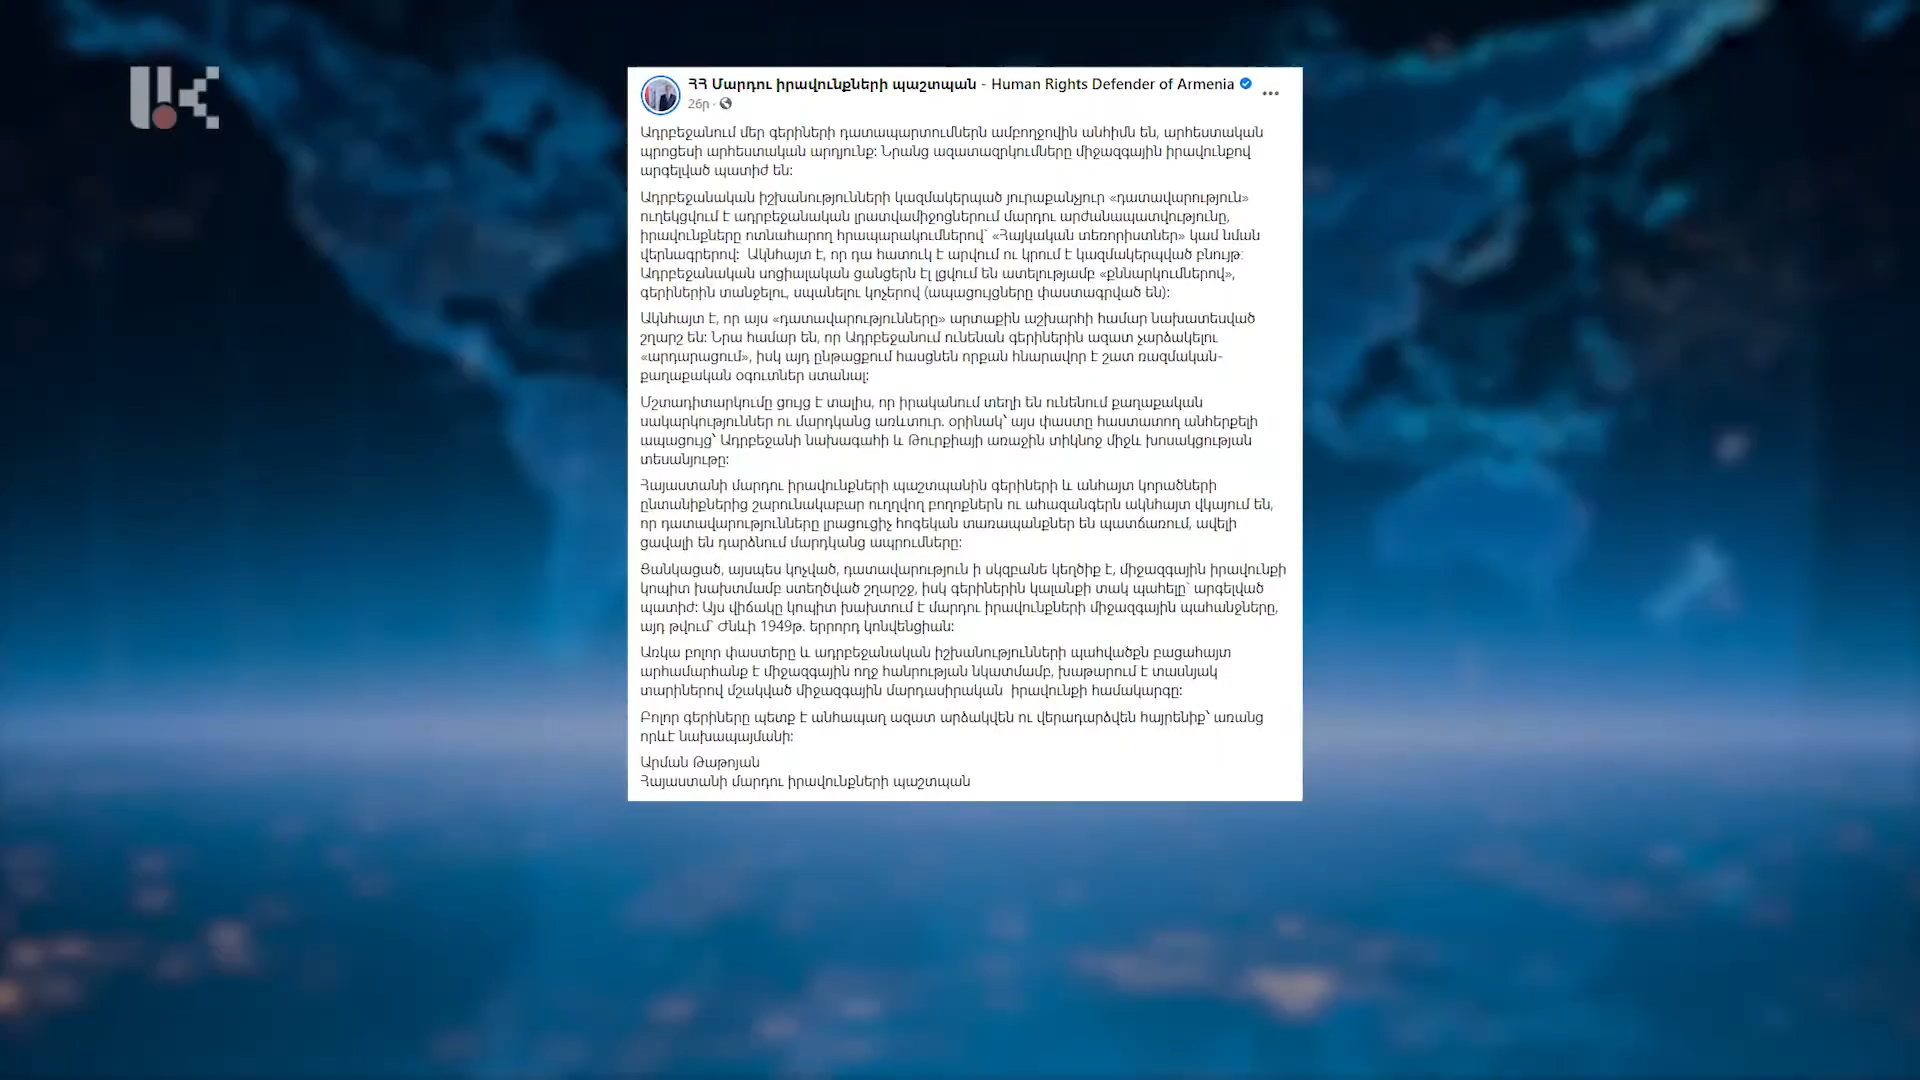 ՀՀ Մարդու իրավունքների պաշտպան - Human Rights Defender of Armenia
26ր
Ադրբեջանում մեր գերիների դատապարտումներն ամբողջովին անհիմն են, արհեստական
պրոցեսի արհեստական արդյունք: Նրանց ազատազրկումները միջազգային իրավունքով
արգելված պատիժ են:
Ադրբեջանական իշխանությունների կազմակերպած յուրաքանչյուր «դատավարություն»
ուղեկցվում է ադրբեջանական լրատվամիջոցներում մարդու արժանապատվությունը,
իրավունքները ոտնահարող հրապարակումներով` «Հայկական տեռորիստներ» կամ նման
վերնագրերով:  Ակնհայտ է, որ դա հատուկ է արվում ու կրում է կազմակերպված բնույթ:
Ադրբեջանական սոցիալական ցանցերն էլ լցվում են ատելությամբ «քննարկումներով»,
գերիներին տանջելու, սպանելու կոչերով (ապացույցները փաստագրված են):
Ակնհայտ է, որ այս «դատավարությունները» արտաքին աշխարհի համար նախատեսված
շղարշ են: Նրա համար են, որ Ադրբեջանում ունենան գերիներին ազատ չարձակելու
«արդարացում», իսկ այդ ընթացքում հասցնեն որքան հնարավոր է շատ ռազմական-
քաղաքական օգուտներ ստանալ:
Մշտադիտարկումը ցույց է տալիս, որ իրականում տեղի են ունենում քաղաքական
սակարկություններ ու մարդկանց առևտուր. օրինակ՝ այս փաստը հաստատող անհերքելի
ապացույց՝ Ադրբեջանի նախագահի և Թուրքիայի առաջին տիկնոջ միջև խոսակցության
տեսանյութը:
Հայաստանի մարդու իրավունքների պաշտպանին գերիների և անհայտ կորածների
ընտանիքներից շարունակաբար ուղղվող բողոքներն ու ահազանգերն ակնհայտ վկայում են,
որ դատավարությունները լրացուցիչ հոգեկան տառապանքներ են պատճառում, ավելի
ցավալի են դարձնում մարդկանց ապրումները:
Ցանկացած, այսպես կոչված, դատավարություն ի սկզբանե կեղծիք է, միջազգային իրավունքի
կոպիտ խախտմամբ ստեղծված շղարշջ, իսկ գերիներին կալանքի տակ պահելը` արգելված
պատիժ: Այս վիճակը կոպիտ խախտում է մարդու իրավունքների միջազգային պահանջները,
այդ թվում` Ժնևի 1949թ. երրորդ կոնվենցիան:
Առկա բոլոր փաստերը և ադրբեջանական իշխանությունների պահվածքն բացահայտ
արհամարհանք է միջազգային ողջ հանրության նկատմամբ, խաթարում է տասնյակ
տարիներով մշակված միջազգային մարդասիրական  իրավունքի համակարգը:
Բոլոր գերիները պետք է անհապաղ ազատ արձակվեն ու վերադարձվեն հայրենիք՝ առանց
որևէ նախապայմանի:
Արման Թաթոյան
Հայաստանի մարդու իրավունքների պաշտպան